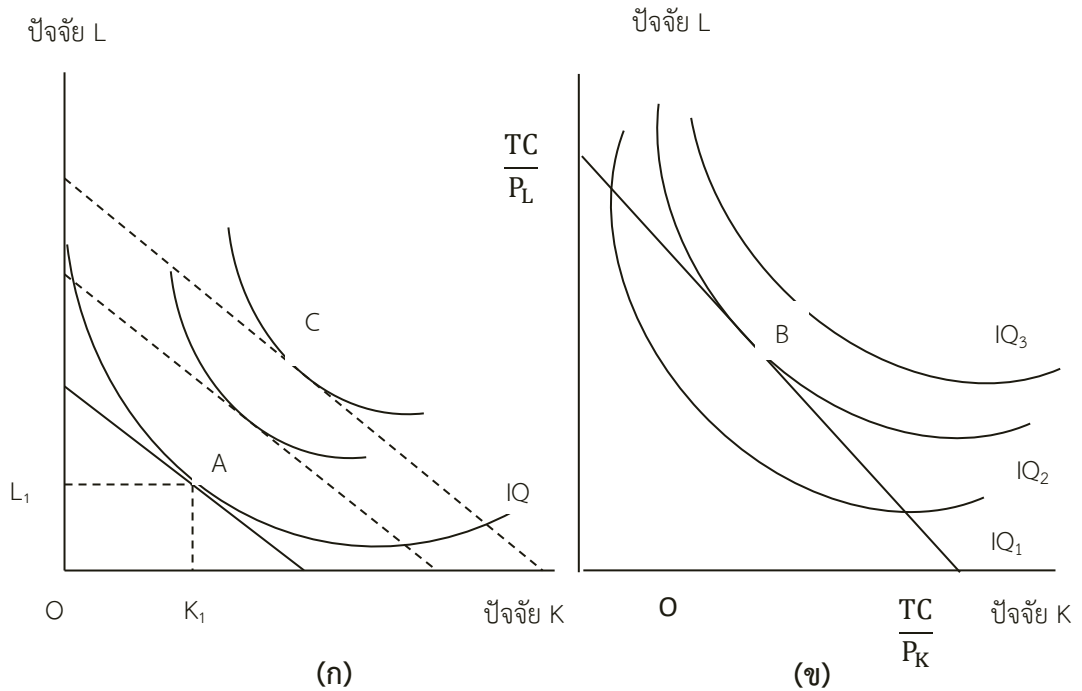 ปัจจัย L
C
A
L₁
IQ
O
K₁
ปัจจัย K
(ก)
ปัจจัย L
TC
P_L
B
IQ₃
IQ₂
IQ₁
O
TC
P_K
ปัจจัย K
(ข)